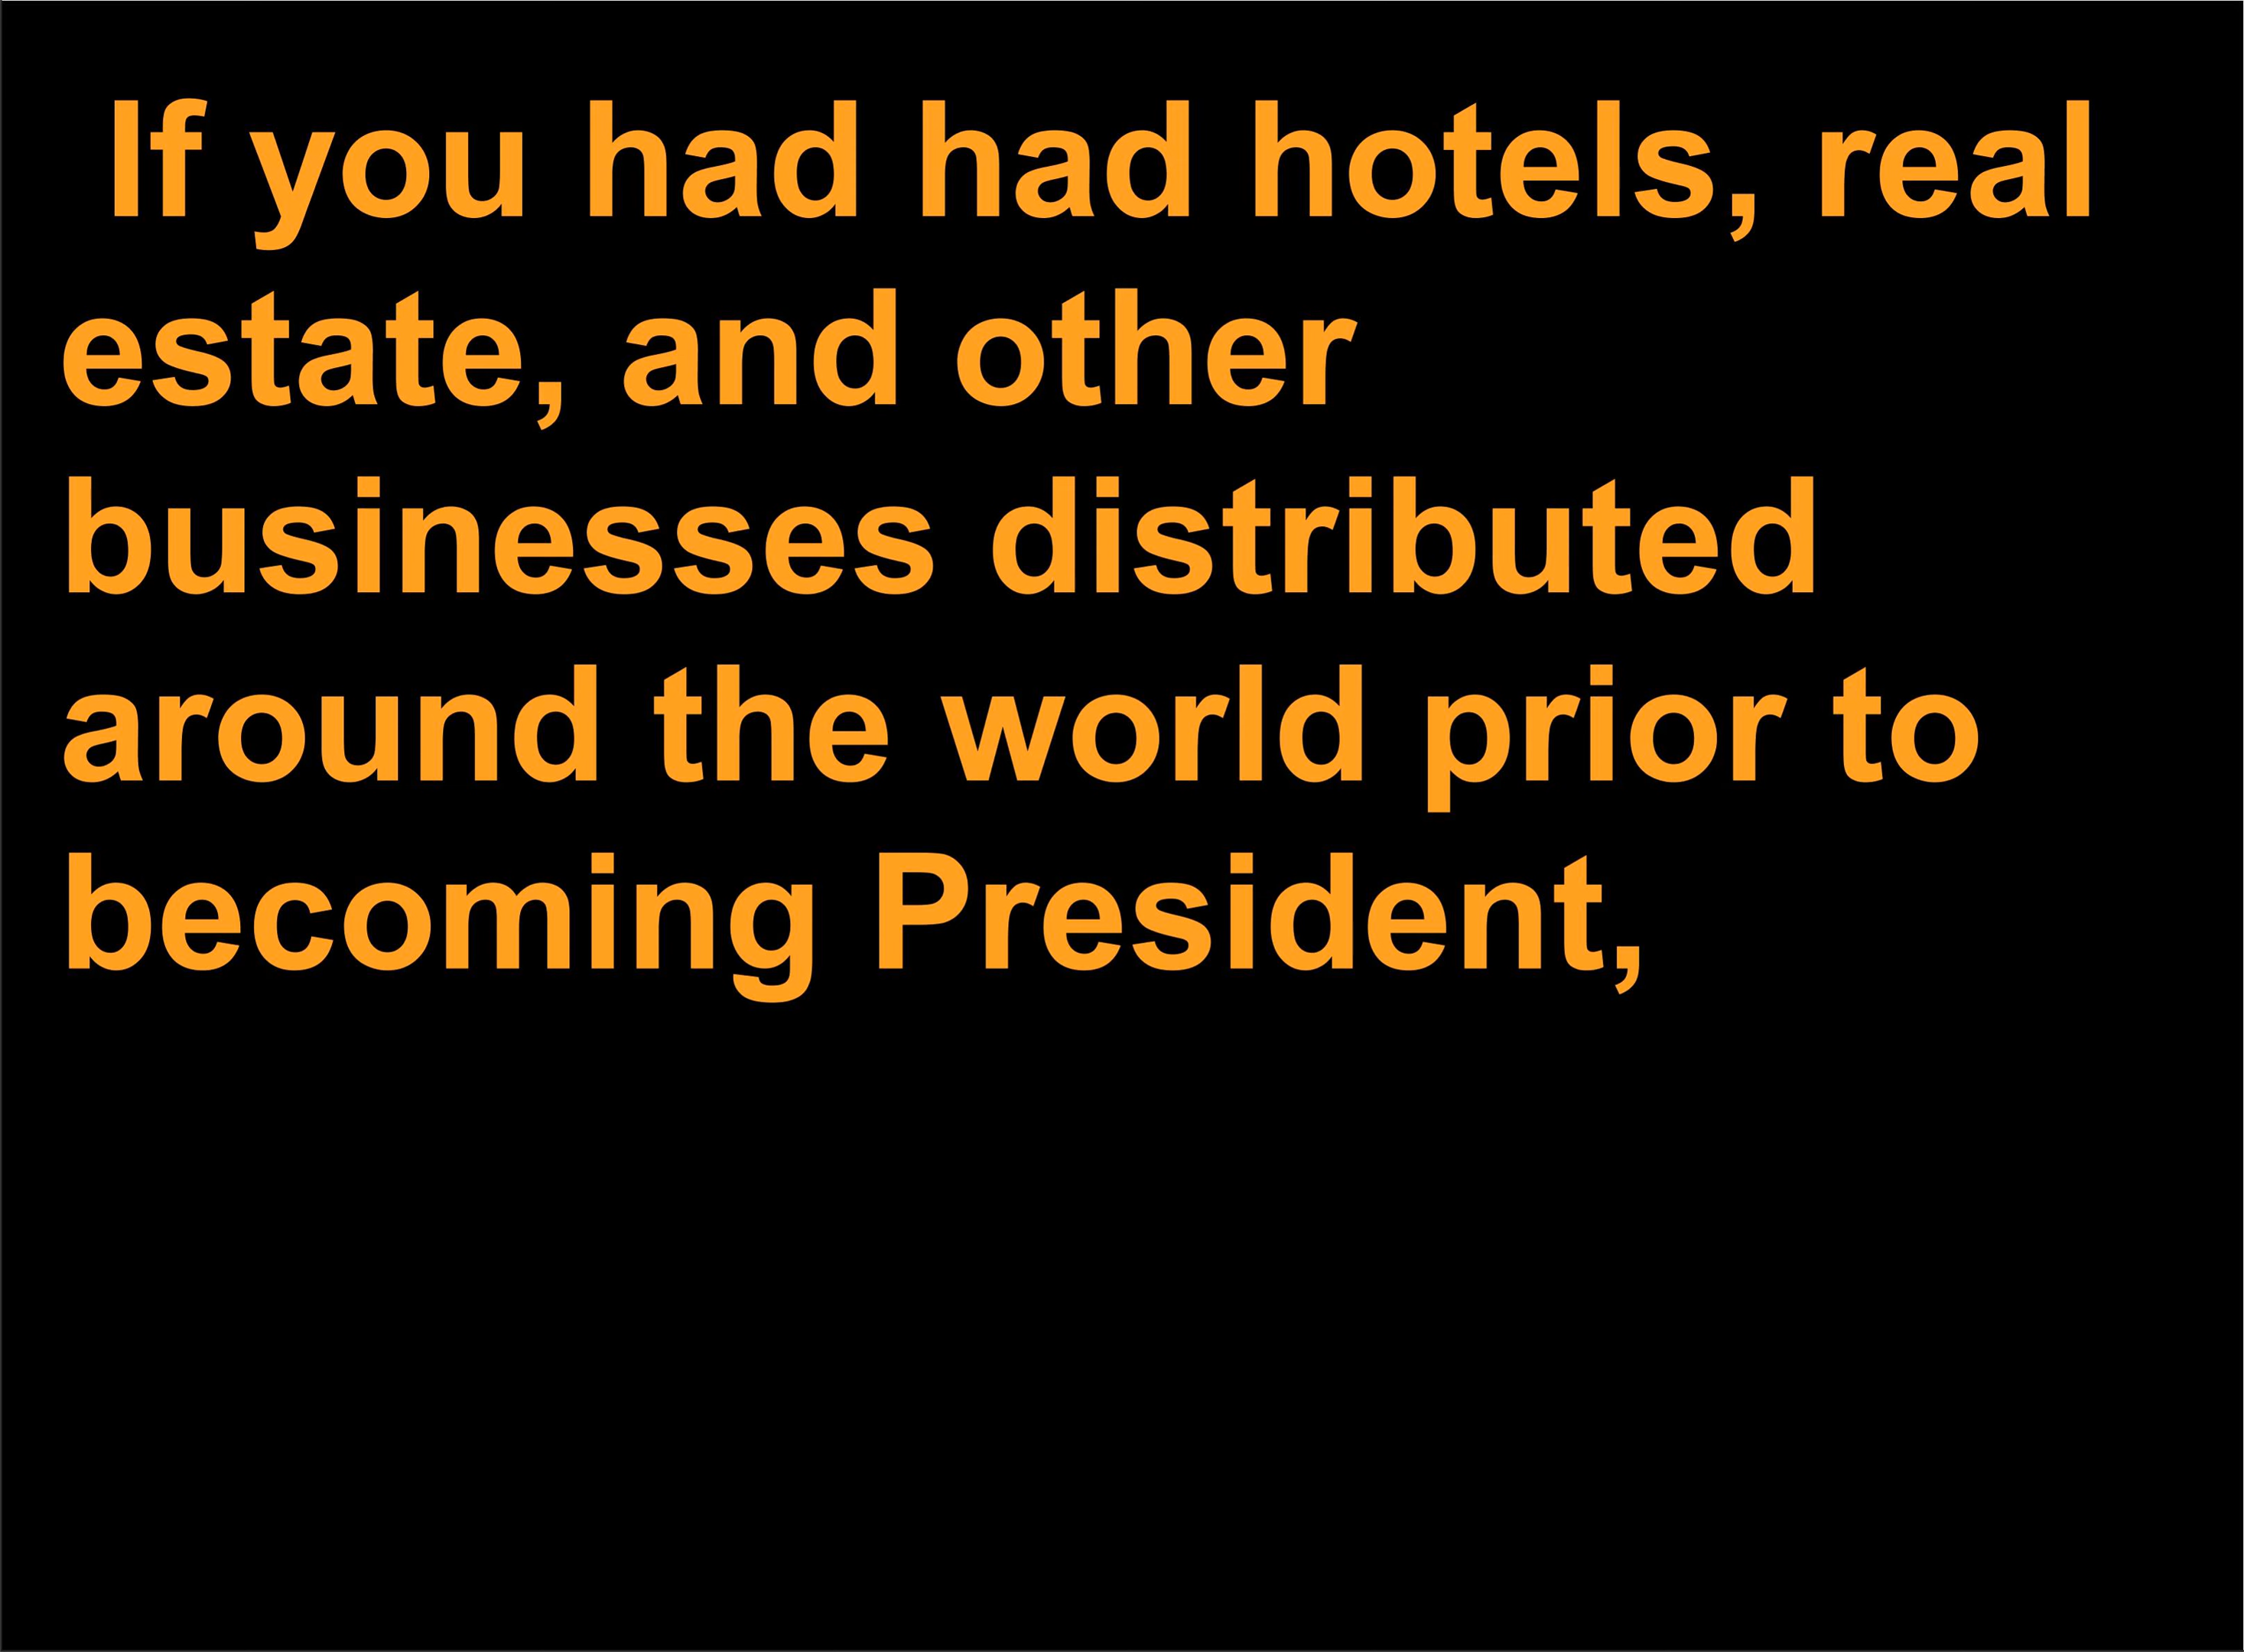 If you had had hotels, real
estate, and other
businesses distributed
around the world prior to
becoming President,